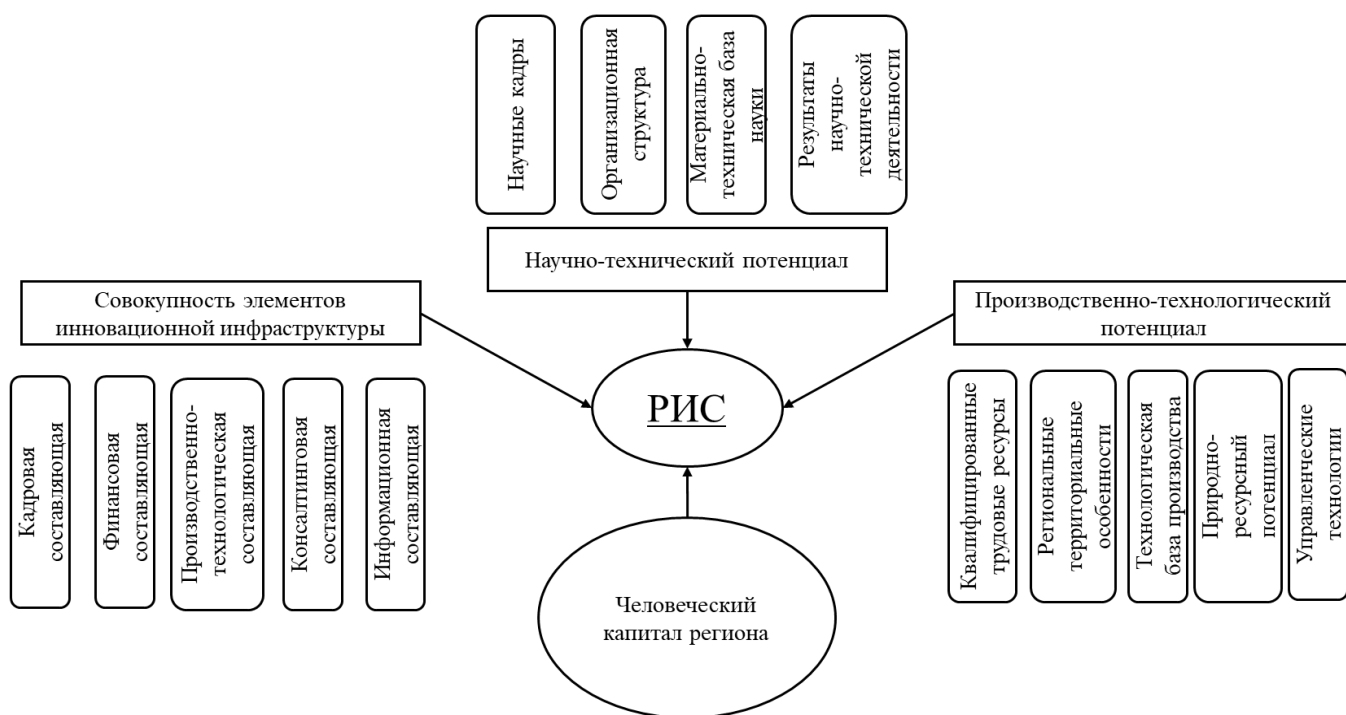 Научные кадры
Организационная
структура
Материально-
техническая база
науки
Результаты
научно-
технической
деятельности
Научно-технический потенциал
Совокупность элементов
инновационной инфраструктуры
Производственно-технологический
потенциал
РИС
Кадровая
составляющая
Финансовая
составляющая
Производственно-
технологическая
составляющая
Консалтинговая
составляющая
Информационная
составляющая
Квалифицированные
трудовые ресурсы
Региональные
территориальные
особенности
Технологическая
база производства
Природно-
ресурсный
потенциал
Управленческие
технологии
Человеческий
капитал региона